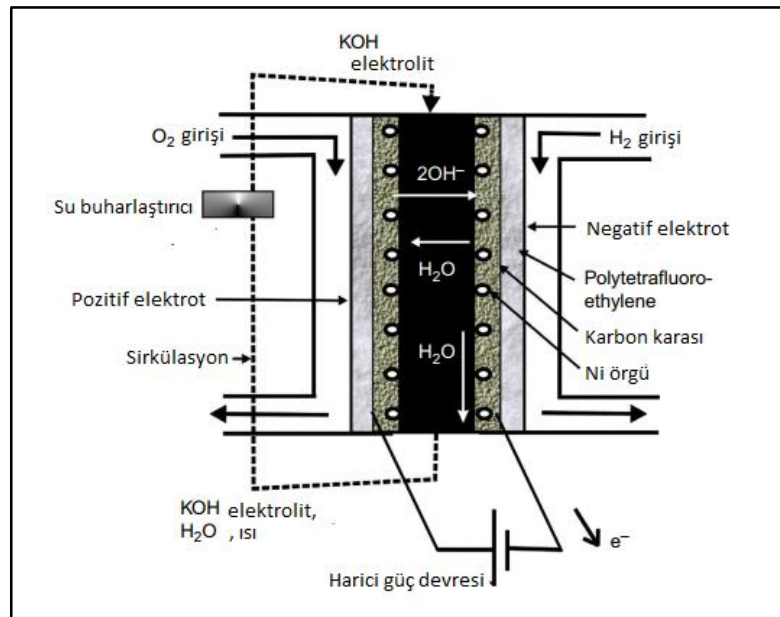 KOH
elektrolit
O₂ girişi
H₂ girişi
2OH⁻
Su buharlaştırıcı
Negatif elektrot
H₂O
Polytetrafluoro-
ethylene
Pozitif elektrot
Karbon karası
Sirkülasyon
H₂O
Ni örgü
KOH elektrolit,
H₂O , ısı
e⁻
Harici güç devresi